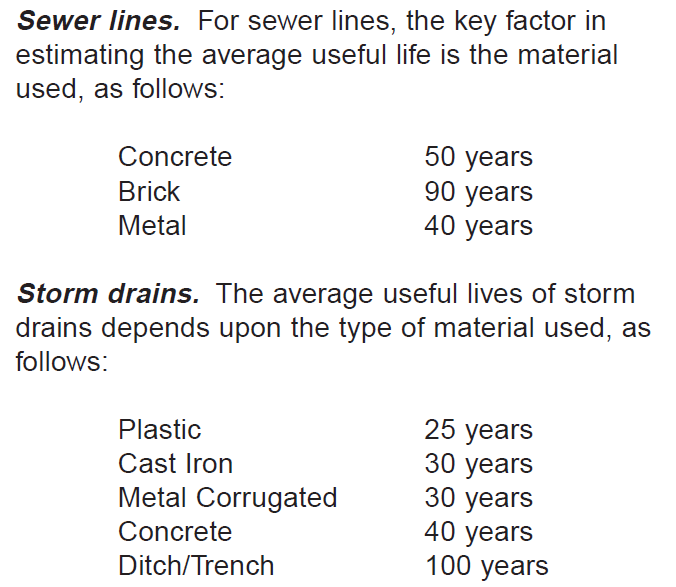 Sewer lines. For sewer lines, the key factor in
estimating the average useful life is the material
used, as follows:
Concrete 50 years
Brick 90 years
Metal 40 years
Storm drains. The average useful lives of storm
drains depends upon the type of material used, as
follows:
Plastic 25 years
Cast Iron 30 years
Metal Corrugated 30 years
Concrete 40 years
Ditch/Trench 100 years